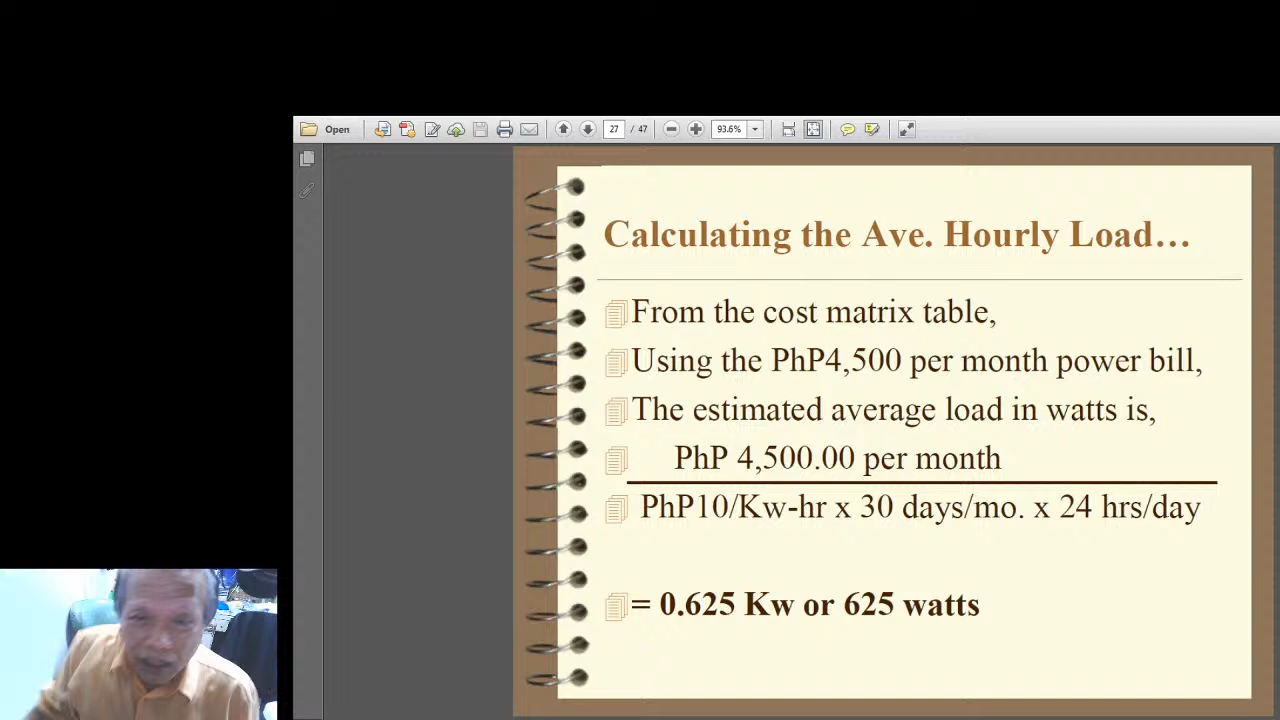 Open
27 / 47
93.6%
Calculating the Ave. Hourly Load…
From the cost matrix table,
Using the PhP4,500 per month power bill,
The estimated average load in watts is,
PhP 4,500.00 per month
PhP10/Kw-hr x 30 days/mo. x 24 hrs/day
= 0.625 Kw or 625 watts